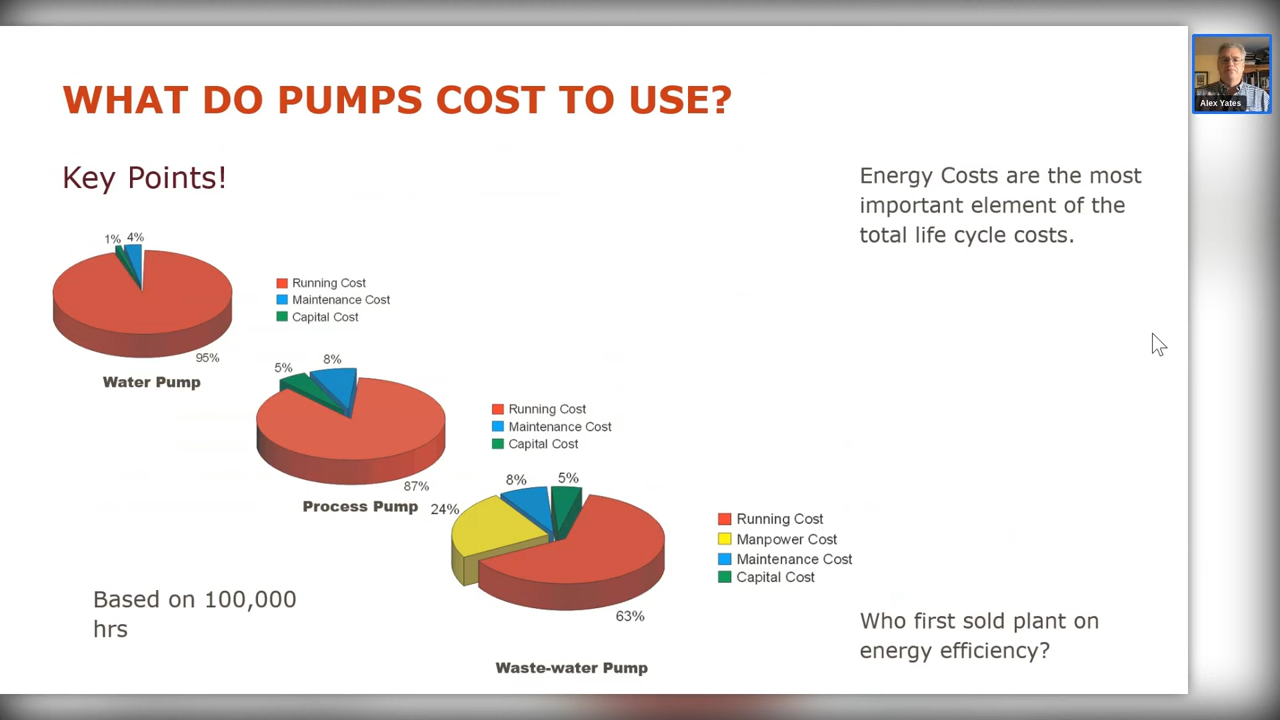 WHAT DO PUMPS COST TO USE?
Alex Yates
Key Points!
Energy Costs are the most
important element of the
total life cycle costs.
1% 4%
Running Cost
Maintenance Cost
Capital Cost
95%
Water Pump
5% 8%
Running Cost
Maintenance Cost
Capital Cost
87%
Process Pump
24% 8% 5%
Running Cost
Manpower Cost
Maintenance Cost
Capital Cost
63%
Waste-water Pump
Based on 100,000
hrs
Who first sold plant on
energy efficiency?